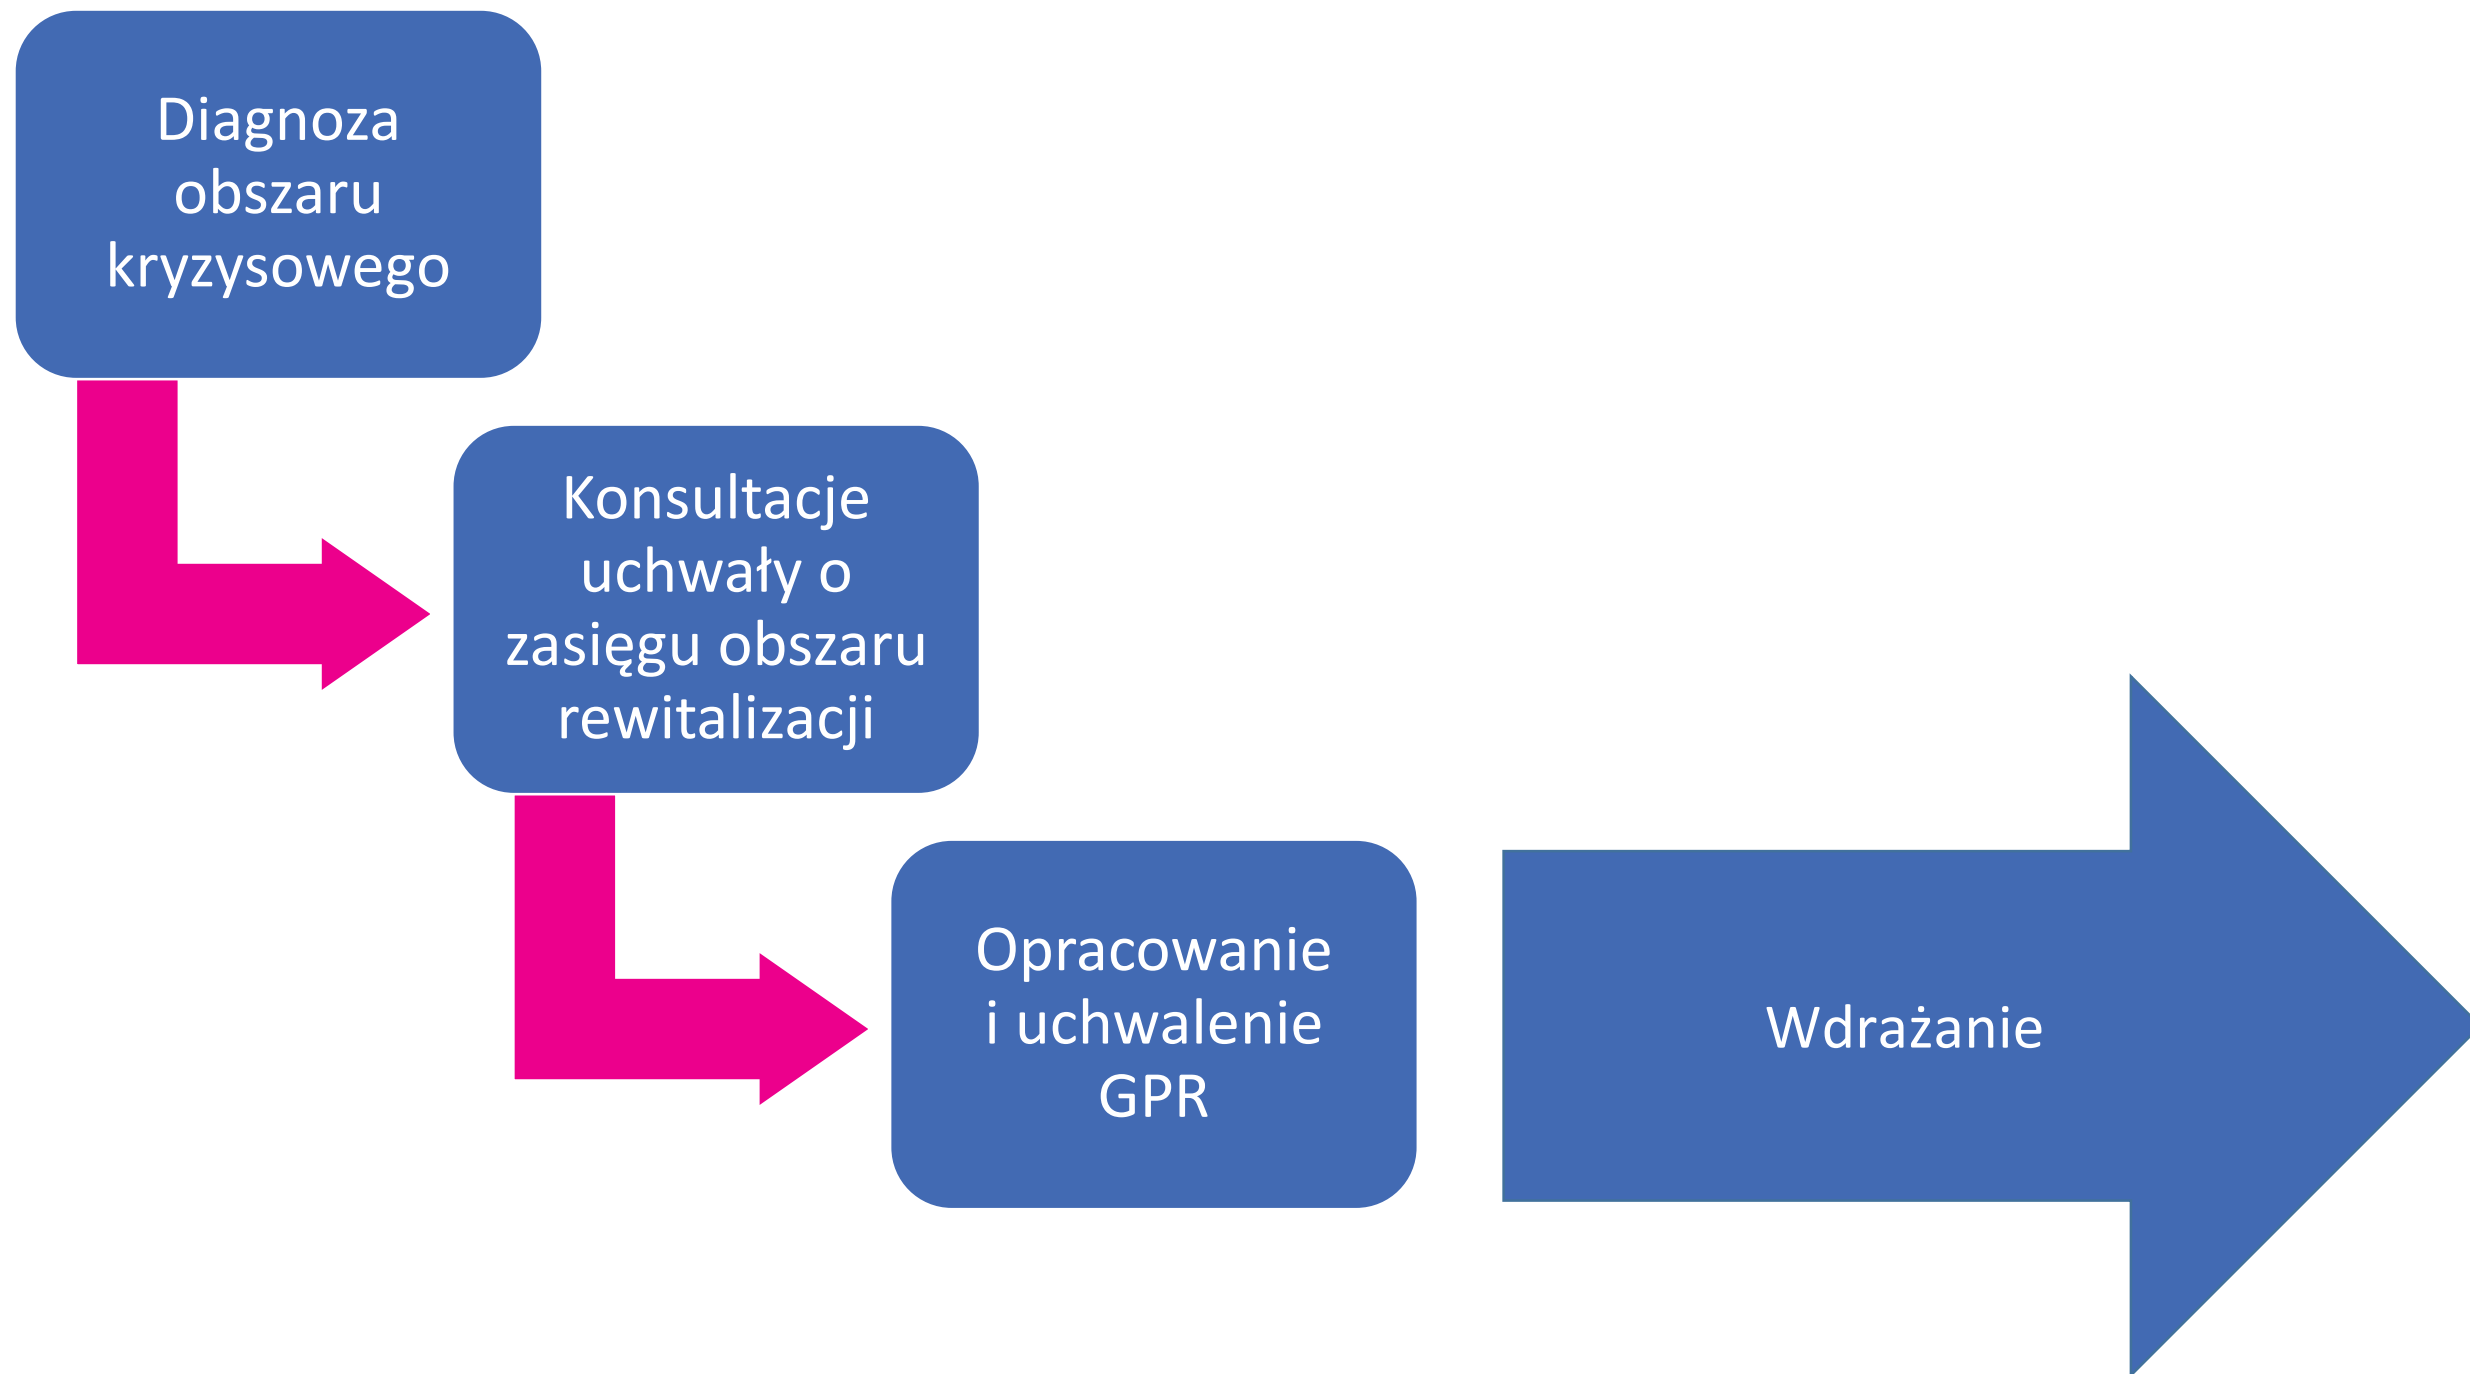 Diagnoza
obszaru
kryzysowego
Konsultacje
uchwały o
zasięgu obszaru
rewitalizacji
Opracowanie
i uchwalenie
GPR
Wdrażanie